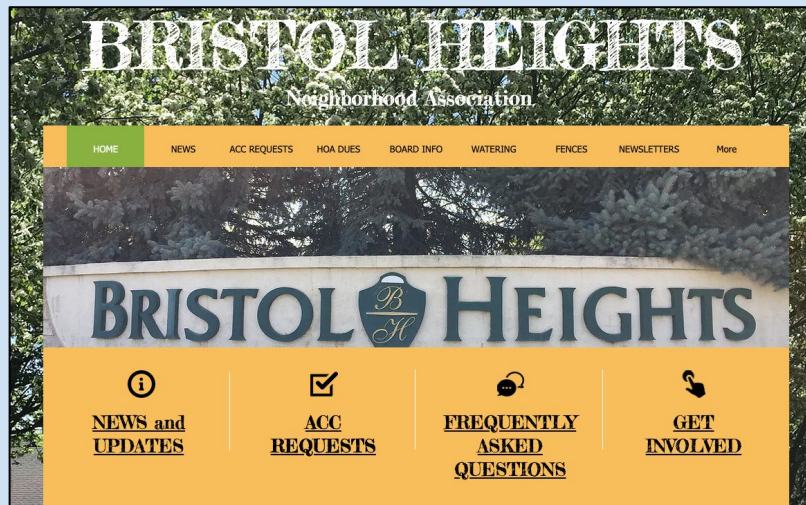 BRISTOL HEIGHTS
Neighborhood Association
HOME NEWS ACC REQUESTS HOA DUES BOARD INFO WATERING FENCES NEWSLETTERS More
BRISTOL B H HEIGHTS
NEWS and
UPDATES
ACC
REQUESTS
FREQUENTLY
ASKED
QUESTIONS
GET
INVOLVED